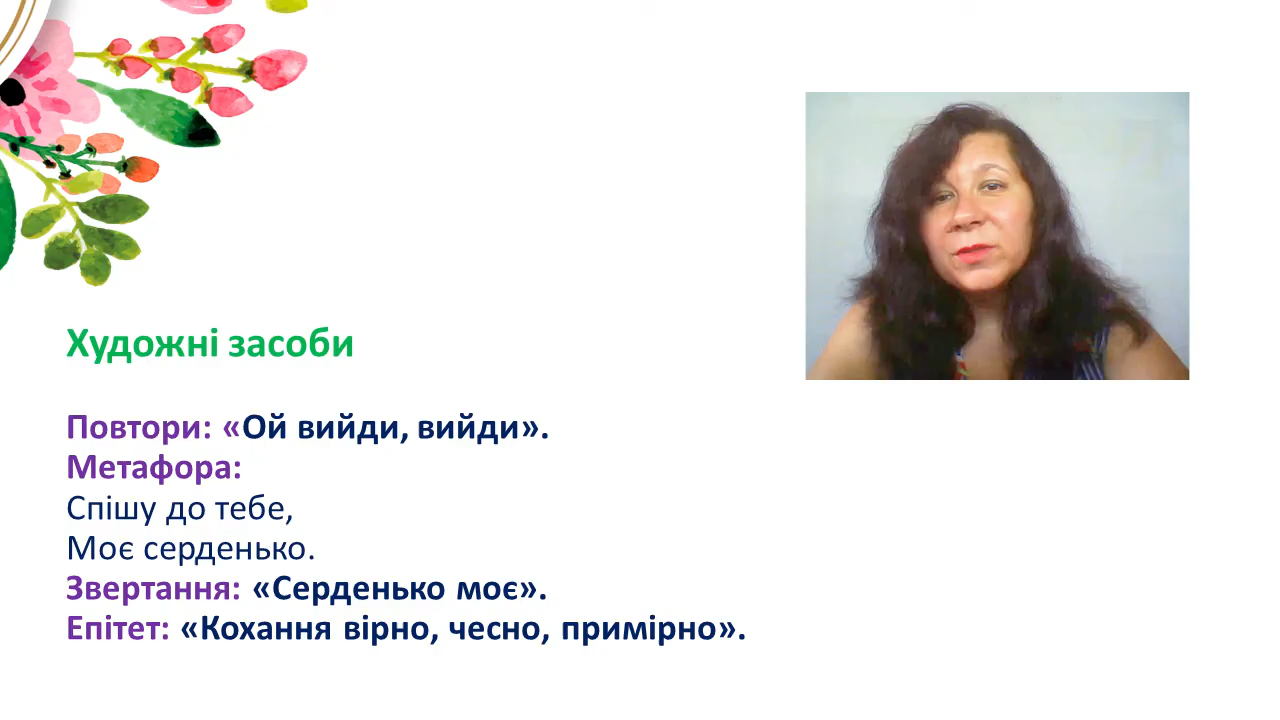 Художні засоби
Повтори: «Ой вийди, вийди».
Метафора:
Спішу до тебе,
Моє серденько.
Звертання: «Серденько моє».
Епітет: «Кохання вірно, чесно, примірно».